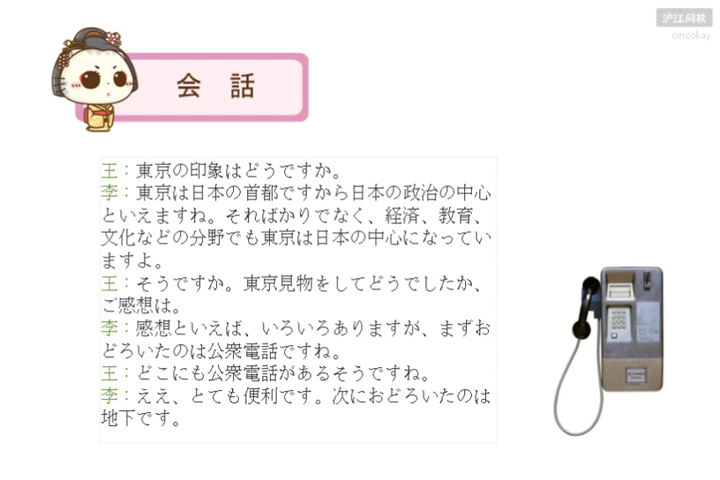 沪江网校
cincokay
会 話
王：東京の印象はどうですか。
李：東京は日本の首都ですから日本の政治の中心
といえますね。そればかりでなく、経済、教育、
文化などの分野でも東京は日本の中心になってい
ますよ。
王：そうですか。東京見物をしてどうでしたか、
ご感想は。
李：感想といえば、いろいろありますが、まずお
どろいたのは公衆電話ですね。
王：どこにも公衆電話があるそうですね。
李：ええ、とても便利です。次におどろいたのは
地下です。